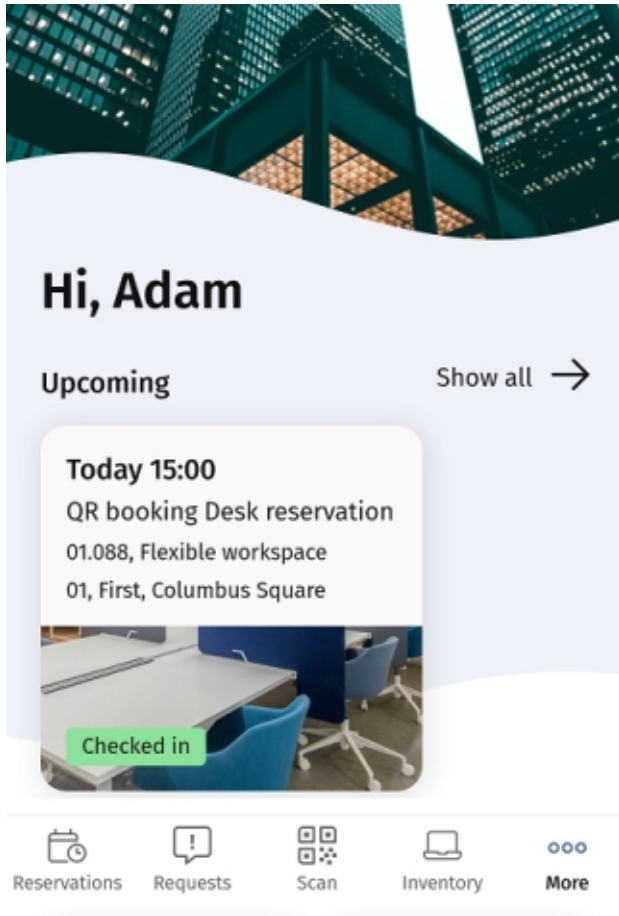 Hi, Adam
Upcoming
Show all
Today 15:00
QR booking Desk reservation
01.088, Flexible workspace
01, First, Columbus Square
Checked in
Reservations
Requests
Scan
Inventory
More